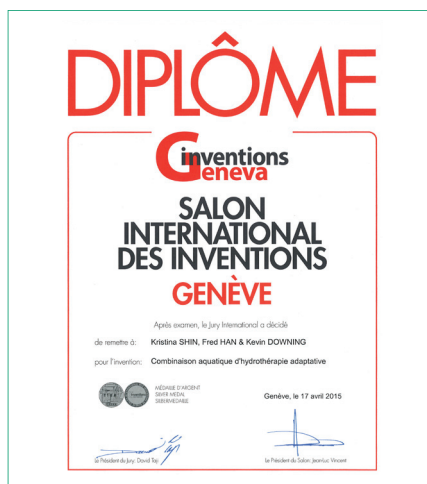 DIPLÔME
inventions
Geneva
SALON
INTERNATIONAL
DES INVENTIONS
GENÈVE
Après examen, le Jury International a décidé
de remettre à: Kristina SHIN, Fred HAN & Kevin DOWNING
pour l'invention: Combinaison aquatique d'hydrothérapie adaptative
MÉDAILLE D'ARGENT
SILVER MEDAL
SILBERMEDAILLE
Genève, le 17 avril 2015
Le Président du Jury: David Taji
Le Président du Salon: Jean-Luc Vincent